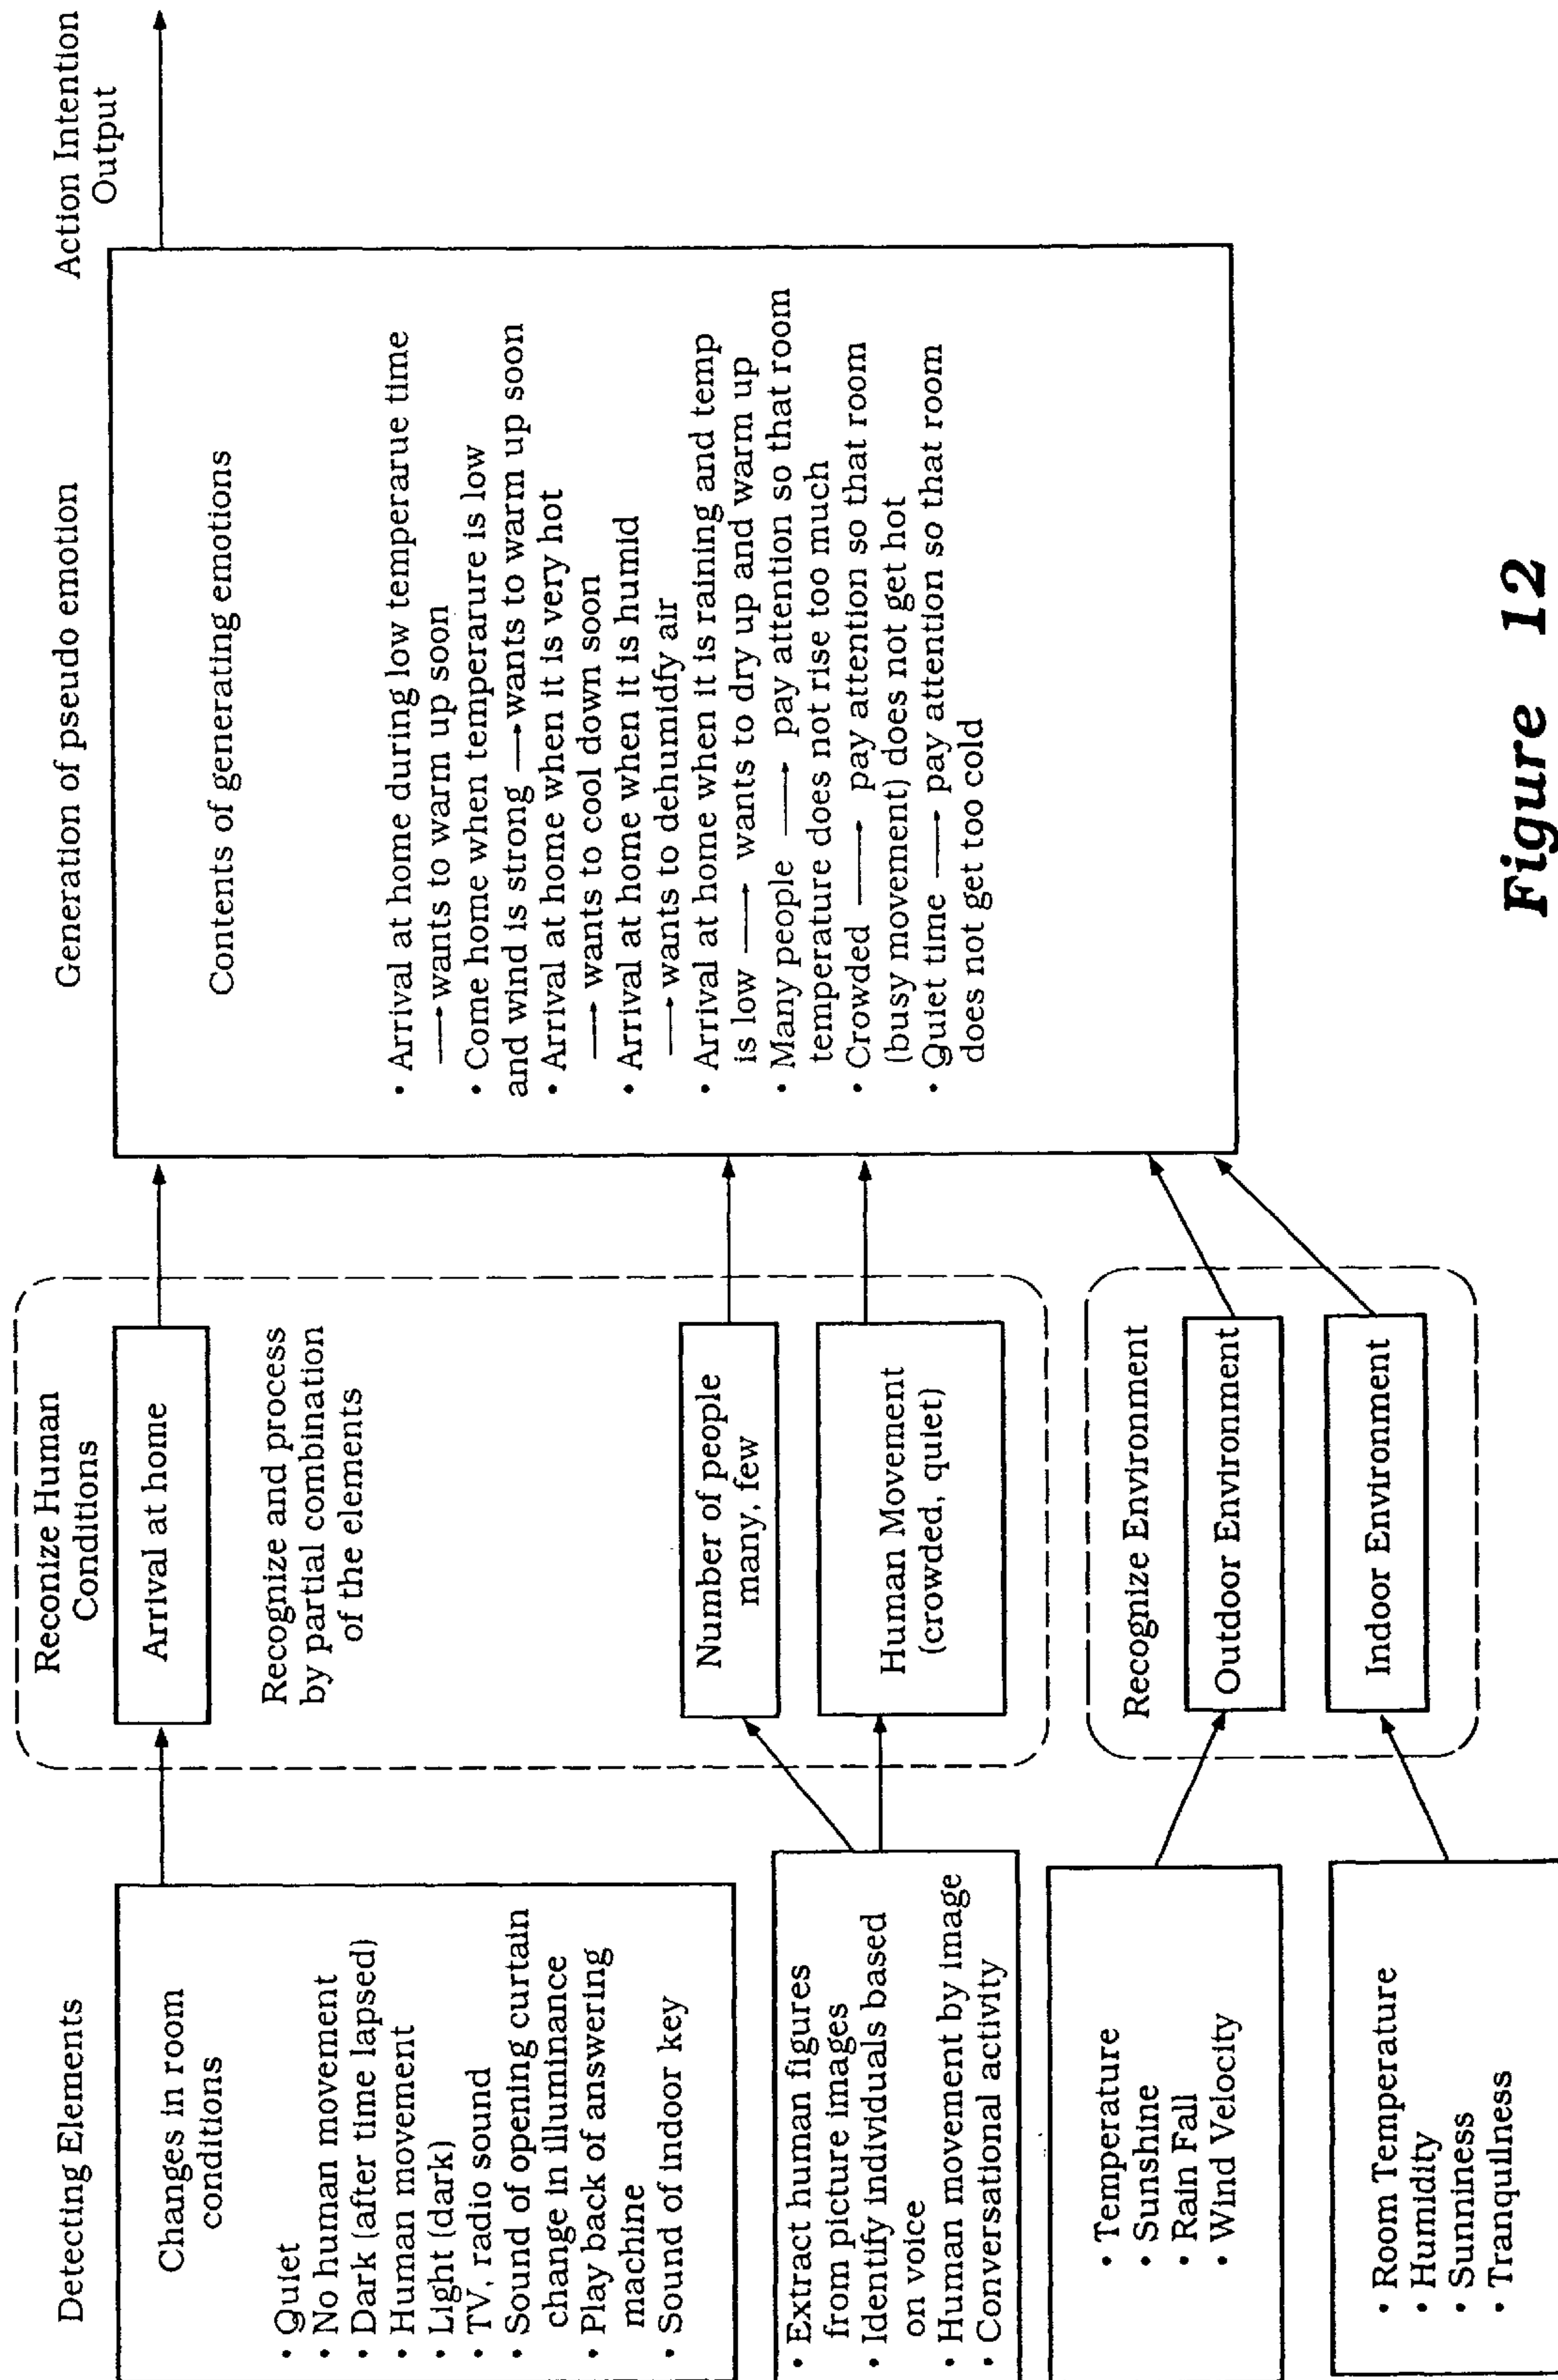 Detecting Elements
Changes in room
conditions
• Quiet
• No human movement
• Dark (after time lapsed)
• Human movement
• Light (dark)
• TV, radio sound
• Sound of opening curtain
change in illuminance
• Play back of answering
machine
• Sound of indoor key
• Extract human figures
from picture images
• Identify individuals based
on voice
• Human movement by image
• Conversational activity
• Temperature
• Sunshine
• Rain Fall
• Wind Velocity
• Room Temperature
• Humidity
• Sunniness
• Tranqullness
Reconize Human
Conditions
Arrival at home
Recognize and process
by partial combination
of the elements
Number of people
many, few
Human Movement
(crowded, quiet)
Recognize Environment
Outdoor Environment
Indoor Environment
Generation of pseudo emotion
Contents of generating emotions
• Arrival at home during low temperarue time
→ wants to warm up soon
• Come home when temperarure is low
and wind is strong → wants to warm up soon
• Arrival at home when it is very hot
→ wants to cool down soon
• Arrival at home when it is humid
→ wants to dehumidfy air
• Arrival at home when it is raining and temp
is low → wants to dry up and warm up
• Many people → pay attention so that room
temperature does not rise too much
• Crowded → pay attention so that room
(busy movement) does not get hot
• Quiet time → pay attention so that room
does not get too cold
Action Intention
Output
Figure 12